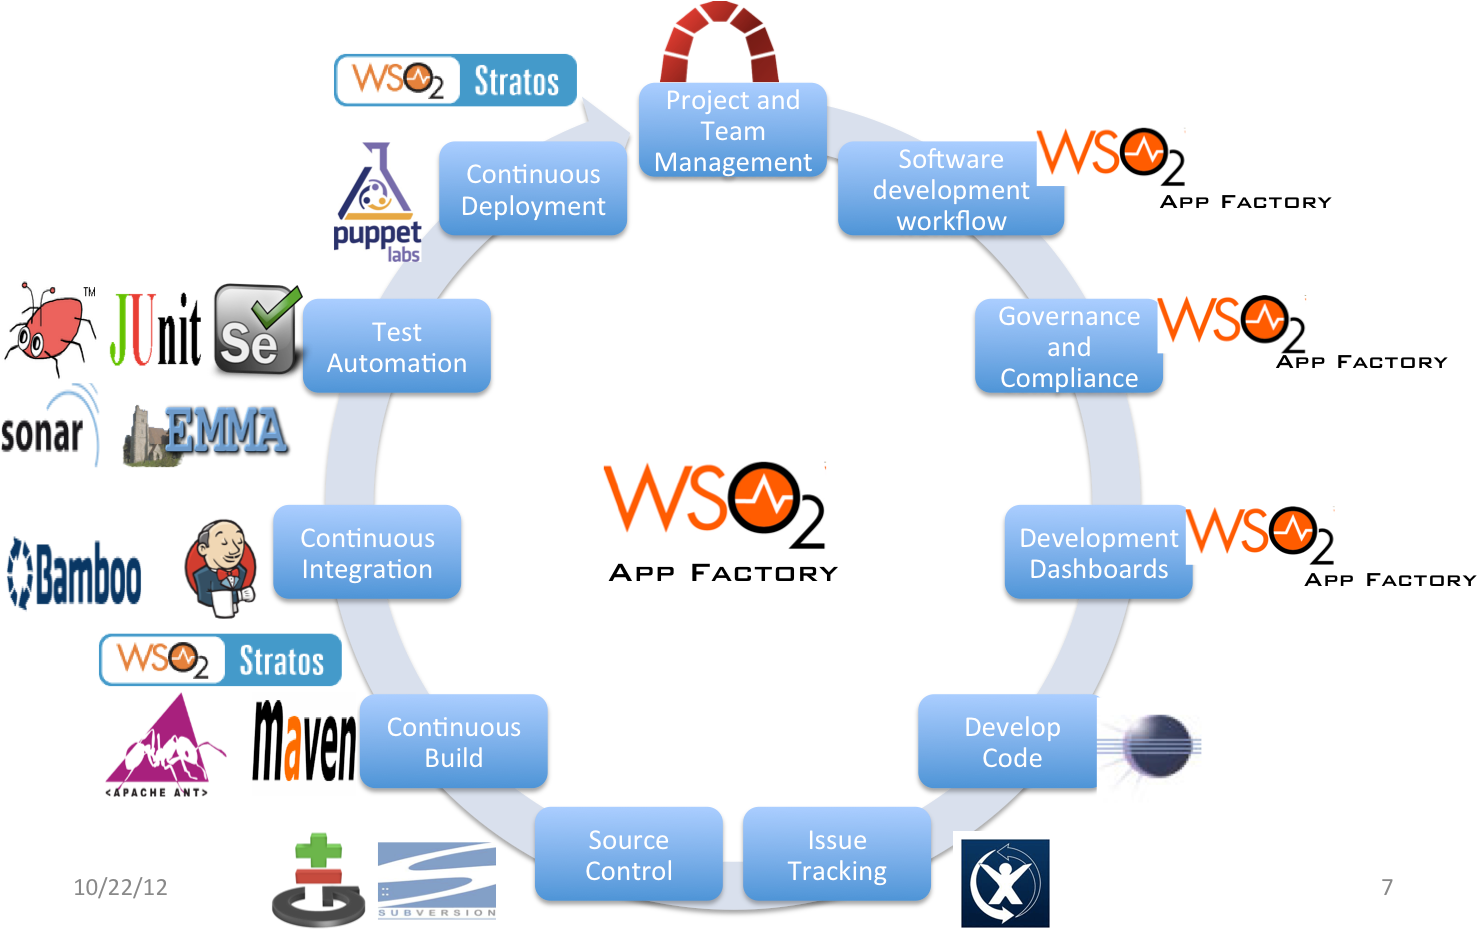 WSO2 Stratos
Project and
Team
Management
Software
development
workflow
WSO2
APP FACTORY
Continuous
Deployment
puppet
labs
Governance
and
Compliance
WSO2
APP FACTORY
TM
JUnit
Se
Test
Automation
sonar
EMMA
WSO2
APP FACTORY
Development
Dashboards
WSO2
APP FACTORY
Continuous
Integration
Bamboo
WSO2 Stratos
<APACHE ANT>
maven
Continuous
Build
Develop
Code
Source
Control
Issue
Tracking
SUBVERSION
10/22/12
7